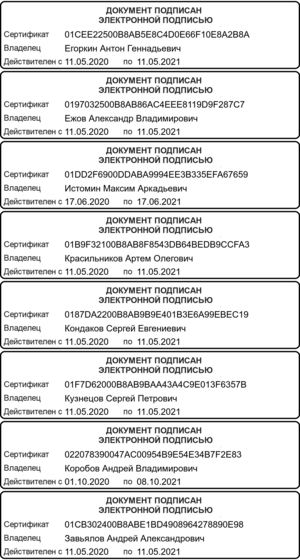 ДОКУМЕНТ ПОДПИСАН
ЭЛЕКТРОННОЙ ПОДПИСЬЮ
Сертификат 01CEE22500B8AB5E8C4D0E66F10E8A2B8A
Владелец Егоркин Антон Геннадьевич
Действителен с 11.05.2020 по 11.05.2021
ДОКУМЕНТ ПОДПИСАН
ЭЛЕКТРОННОЙ ПОДПИСЬЮ
Сертификат 0197032500B8AB86AC4EEE8119D9F287C7
Владелец Ежов Александр Владимирович
Действителен с 11.05.2020 по 11.05.2021
ДОКУМЕНТ ПОДПИСАН
ЭЛЕКТРОННОЙ ПОДПИСЬЮ
Сертификат 01DD2F6900DDABA9994EE3B335EFA67659
Владелец Истомин Максим Аркадьевич
Действителен с 17.06.2020 по 17.06.2021
ДОКУМЕНТ ПОДПИСАН
ЭЛЕКТРОННОЙ ПОДПИСЬЮ
Сертификат 01B9F32100B8AB8F8543DB64BEDB9CCFA3
Владелец Красильников Артем Олегович
Действителен с 11.05.2020 по 11.05.2021
ДОКУМЕНТ ПОДПИСАН
ЭЛЕКТРОННОЙ ПОДПИСЬЮ
Сертификат 0187DA2200B8AB9B9E401B3E6A99EBEC19
Владелец Кондаков Сергей Евгениевич
Действителен с 11.05.2020 по 11.05.2021
ДОКУМЕНТ ПОДПИСАН
ЭЛЕКТРОННОЙ ПОДПИСЬЮ
Сертификат 01F7D62000B8AB9BAA43A4C9E013F6357B
Владелец Кузнецов Сергей Петрович
Действителен с 11.05.2020 по 11.05.2021
ДОКУМЕНТ ПОДПИСАН
ЭЛЕКТРОННОЙ ПОДПИСЬЮ
Сертификат 022078390047AC00954B9E54E34B7F2E83
Владелец Коробов Андрей Владимирович
Действителен с 01.10.2020 по 08.10.2021
ДОКУМЕНТ ПОДПИСАН
ЭЛЕКТРОННОЙ ПОДПИСЬЮ
Сертификат 01CB302400B8ABE1BD4908964278890E98
Владелец Завьялов Андрей Александрович
Действителен с 11.05.2020 по 11.05.2021